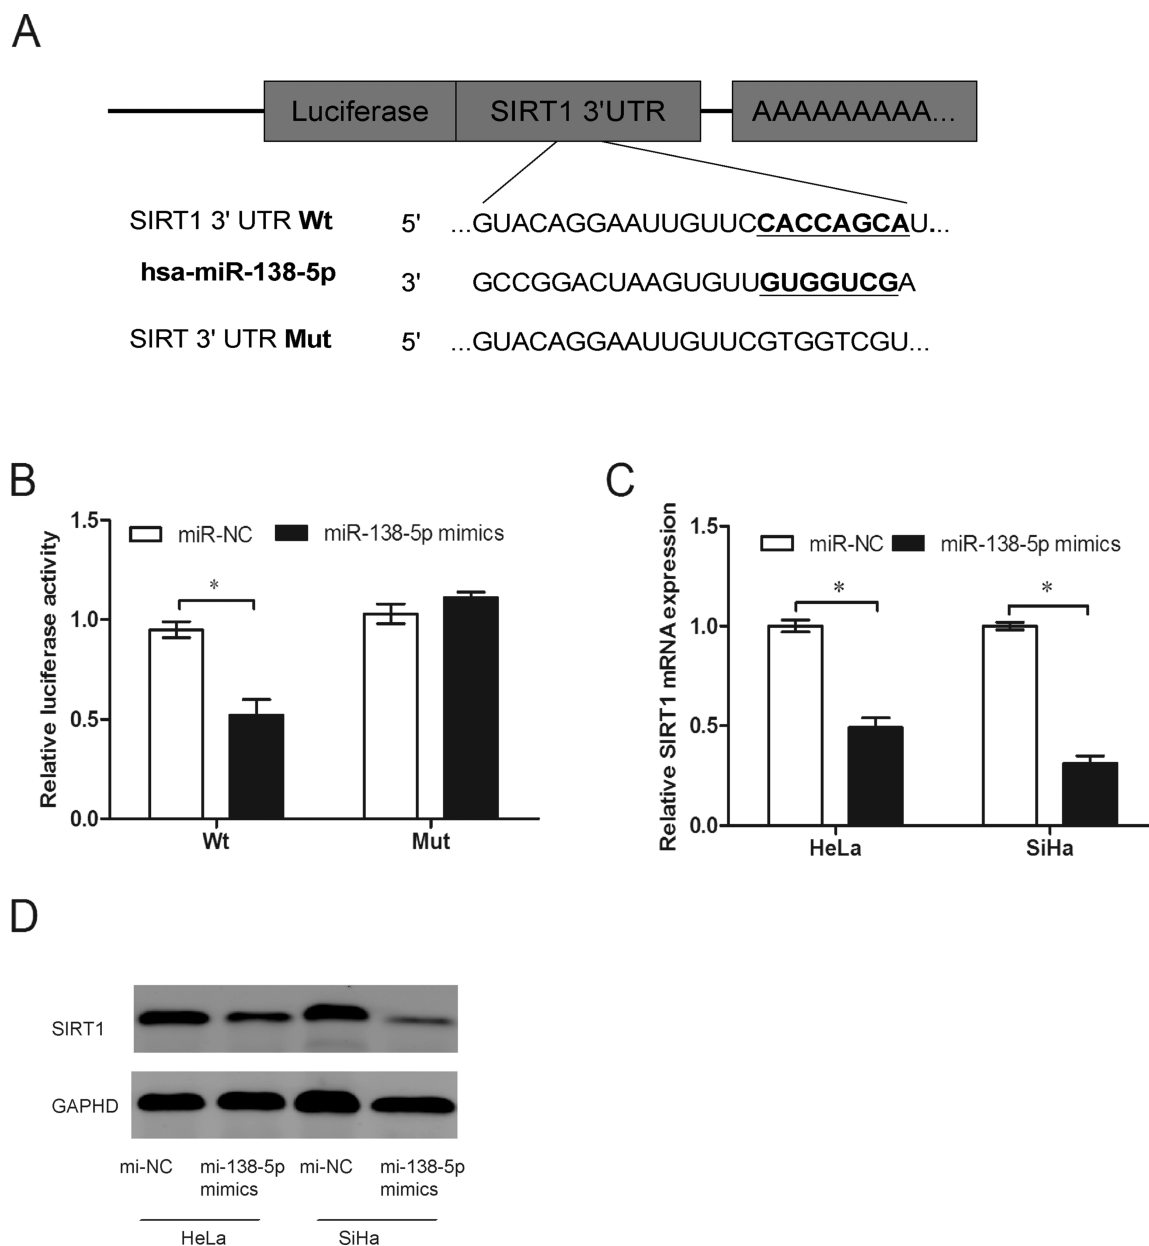 A
Luciferase SIRT1 3'UTR AAAAAAAAA...
SIRT1 3' UTR Wt 5' ...GUACAGGAAUUGUUCCACCAGCAU...
hsa-miR-138-5p 3' GCCGGACUAAGUGUUGUGGUCGA
SIRT 3' UTR Mut 5' ...GUACAGGAAUUGUUCGTGGTCGU...
B
miR-NC miR-138-5p mimics
Relative luciferase activity
1.5
1.0
0.5
0.0
*
Wt Mut
C
miR-NC miR-138-5p mimics
Relative SIRT1 mRNA expression
1.5
1.0
0.5
0.0
* *
HeLa SiHa
D
SIRT1
GAPHD
mi-NC mi-138-5p mi-NC mi-138-5p
mimics mimics
HeLa SiHa